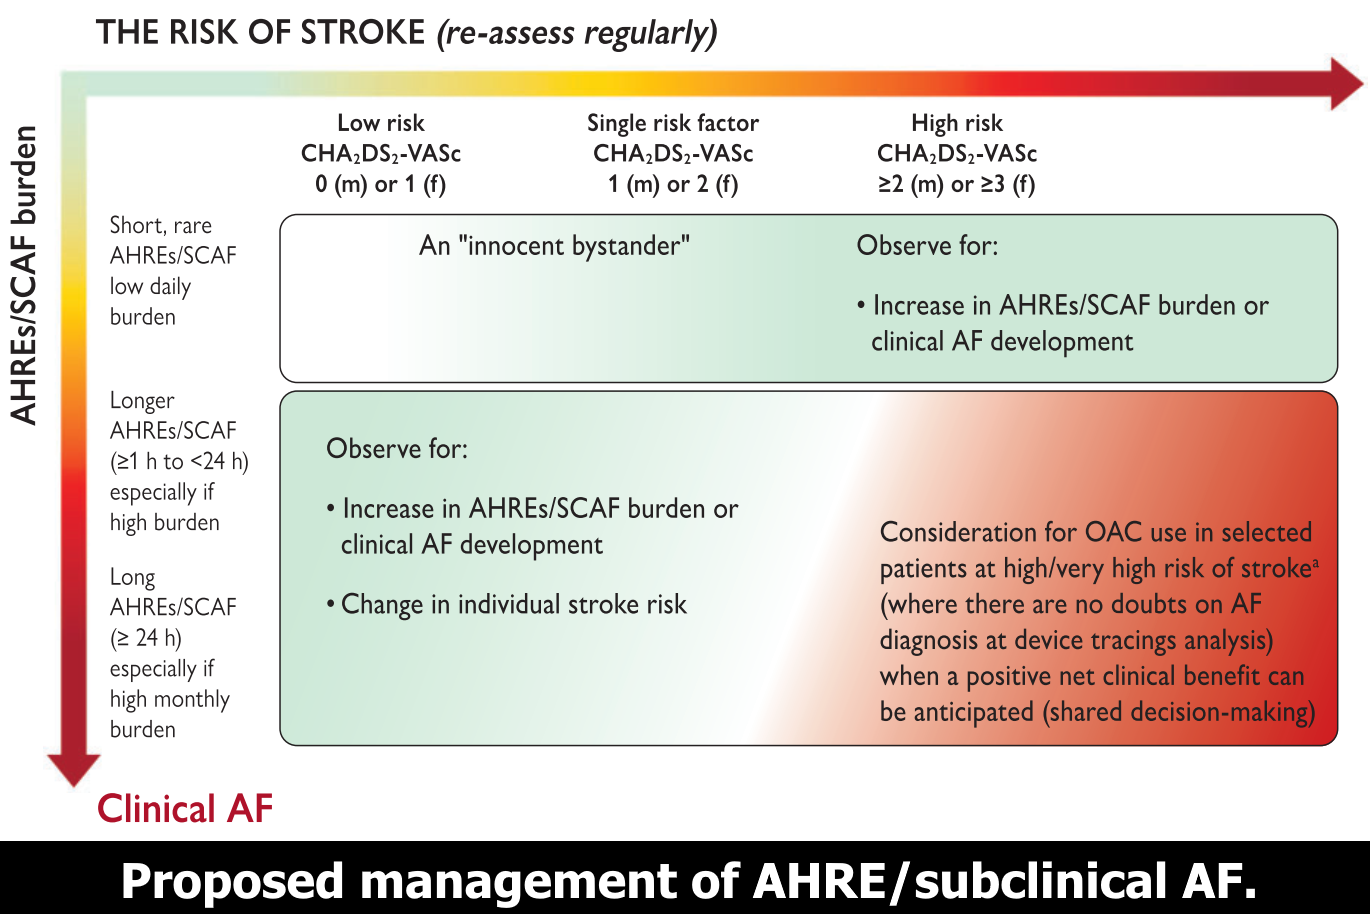 THE RISK OF STROKE (re-assess regularly)
AHREs/SCAF burden
Low risk
CHA₂DS₂-VASc
0 (m) or 1 (f)
Single risk factor
CHA₂DS₂-VASc
1 (m) or 2 (f)
High risk
CHA₂DS₂-VASc
≥2 (m) or ≥3 (f)
Short, rare
AHREs/SCAF
low daily
burden
An "innocent bystander"
Observe for:
• Increase in AHREs/SCAF burden or
clinical AF development
Longer
AHREs/SCAF
(≥1 h to <24 h)
especially if
high burden
Long
AHREs/SCAF
(≥ 24 h)
especially if
high monthly
burden
Observe for:
• Increase in AHREs/SCAF burden or
clinical AF development
• Change in individual stroke risk
Consideration for OAC use in selected
patients at high/very high risk of strokeᵃ
(where there are no doubts on AF
diagnosis at device tracings analysis)
when a positive net clinical benefit can
be anticipated (shared decision-making)
Clinical AF
Proposed management of AHRE/subclinical AF.